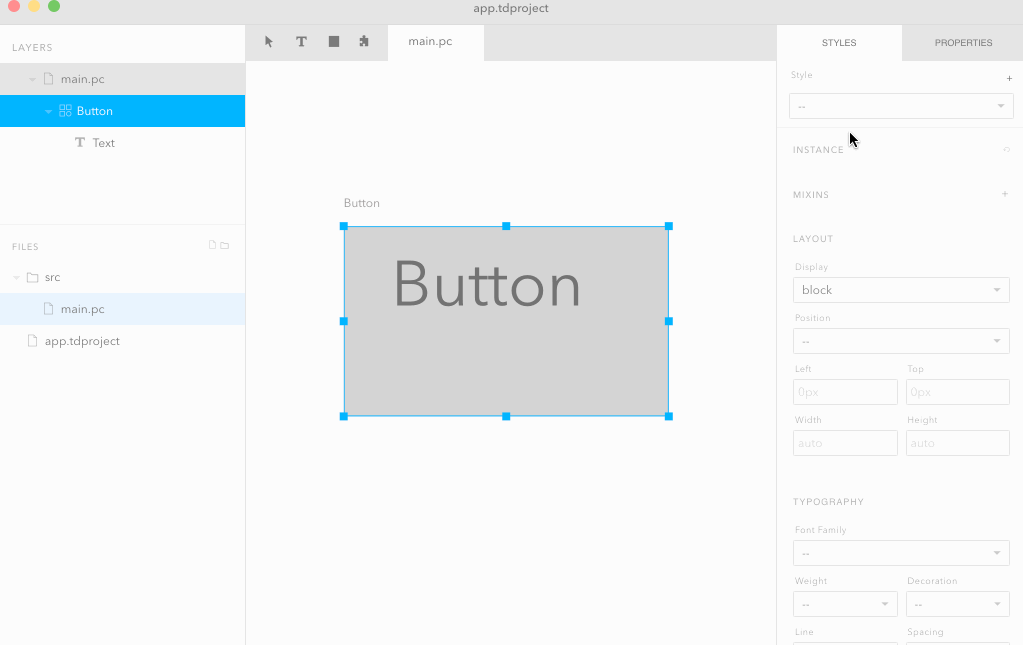 app.tdproject
LAYERS
main.pc
Button
Text
FILES
src
main.pc
app.tdproject
T
main.pc
Button
Button
STYLES
PROPERTIES
Style
+
--
INSTANCE
MIXINS
+
LAYOUT
Display
block
Position
--
Left
Top
0px
0px
Width
Height
auto
auto
TYPOGRAPHY
Font Family
--
Weight
Decoration
--
--
Line
Spacing